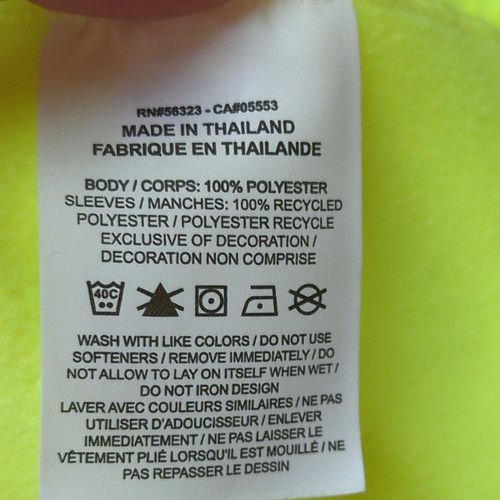 RN#56323 - CA#05553
MADE IN THAILAND
FABRIQUE EN THAILANDE
BODY / CORPS: 100% POLYESTER
SLEEVES / MANCHES: 100% RECYCLED
POLYESTER / POLYESTER RECYCLE
EXCLUSIVE OF DECORATION /
DECORATION NON COMPRISE
40C
WASH WITH LIKE COLORS / DO NOT USE
SOFTENERS / REMOVE IMMEDIATELY / DO
NOT ALLOW TO LAY ON ITSELF WHEN WET /
DO NOT IRON DESIGN
LAVER AVEC COULEURS SIMILAIRES / NE PAS
UTILISER D'ADOUCISSEUR / ENLEVER
IMMEDIATEMENT / NE PAS LAISSER LE
VÊTEMENT PLIÉ LORSQU'IL EST MOUILLÉ / NE
PAS REPASSER LE DESSIN